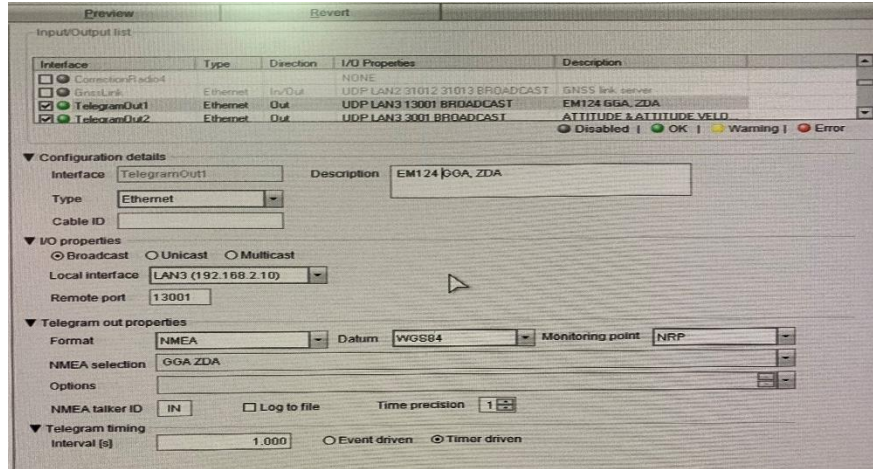 Preview Revert
Input/Output list
Interface Type Direction I/O Properties Description
CorrectionRadio4 NONE
GnssLink Ethernet In/Out UDP LAN2 31012 31013 BROADCAST GNSS link server
TelegramOut1 Ethernet Out UDP LAN3 13001 BROADCAST EM124 GGA, ZDA
TelegramOut2 Ethernet Out UDP LAN3 3001 BROADCAST ATTITUDE & ATTITUDE VELO...
Disabled | OK | Warning | Error
Configuration details
Interface TelegramOut1 Description EM124 GGA, ZDA
Type Ethernet
Cable ID
I/O properties
Broadcast Unicast Multicast
Local interface LAN3 (192.168.2.10)
Remote port 13001
Telegram out properties
Format NMEA Datum WGS84 Monitoring point NRP
NMEA selection GGA ZDA
Options
NMEA talker ID IN Log to file Time precision 1
Telegram timing
Interval [s] 1.000 Event driven Timer driven